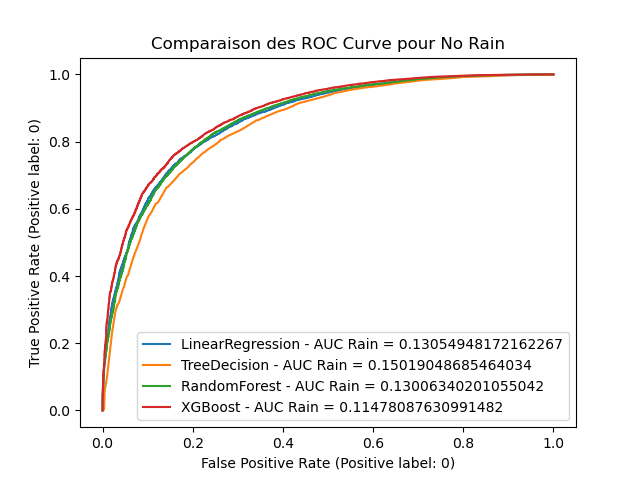 Comparaison des ROC Curve pour No Rain
True Positive Rate (Positive label: 0)
1.0
0.8
0.6
0.4
0.2
0.0
LinearRegression - AUC Rain = 0.13054948172162267
TreeDecision - AUC Rain = 0.15019048685464034
RandomForest - AUC Rain = 0.13006340201055042
XGBoost - AUC Rain = 0.11478087630991482
0.0 0.2 0.4 0.6 0.8 1.0
False Positive Rate (Positive label: 0)